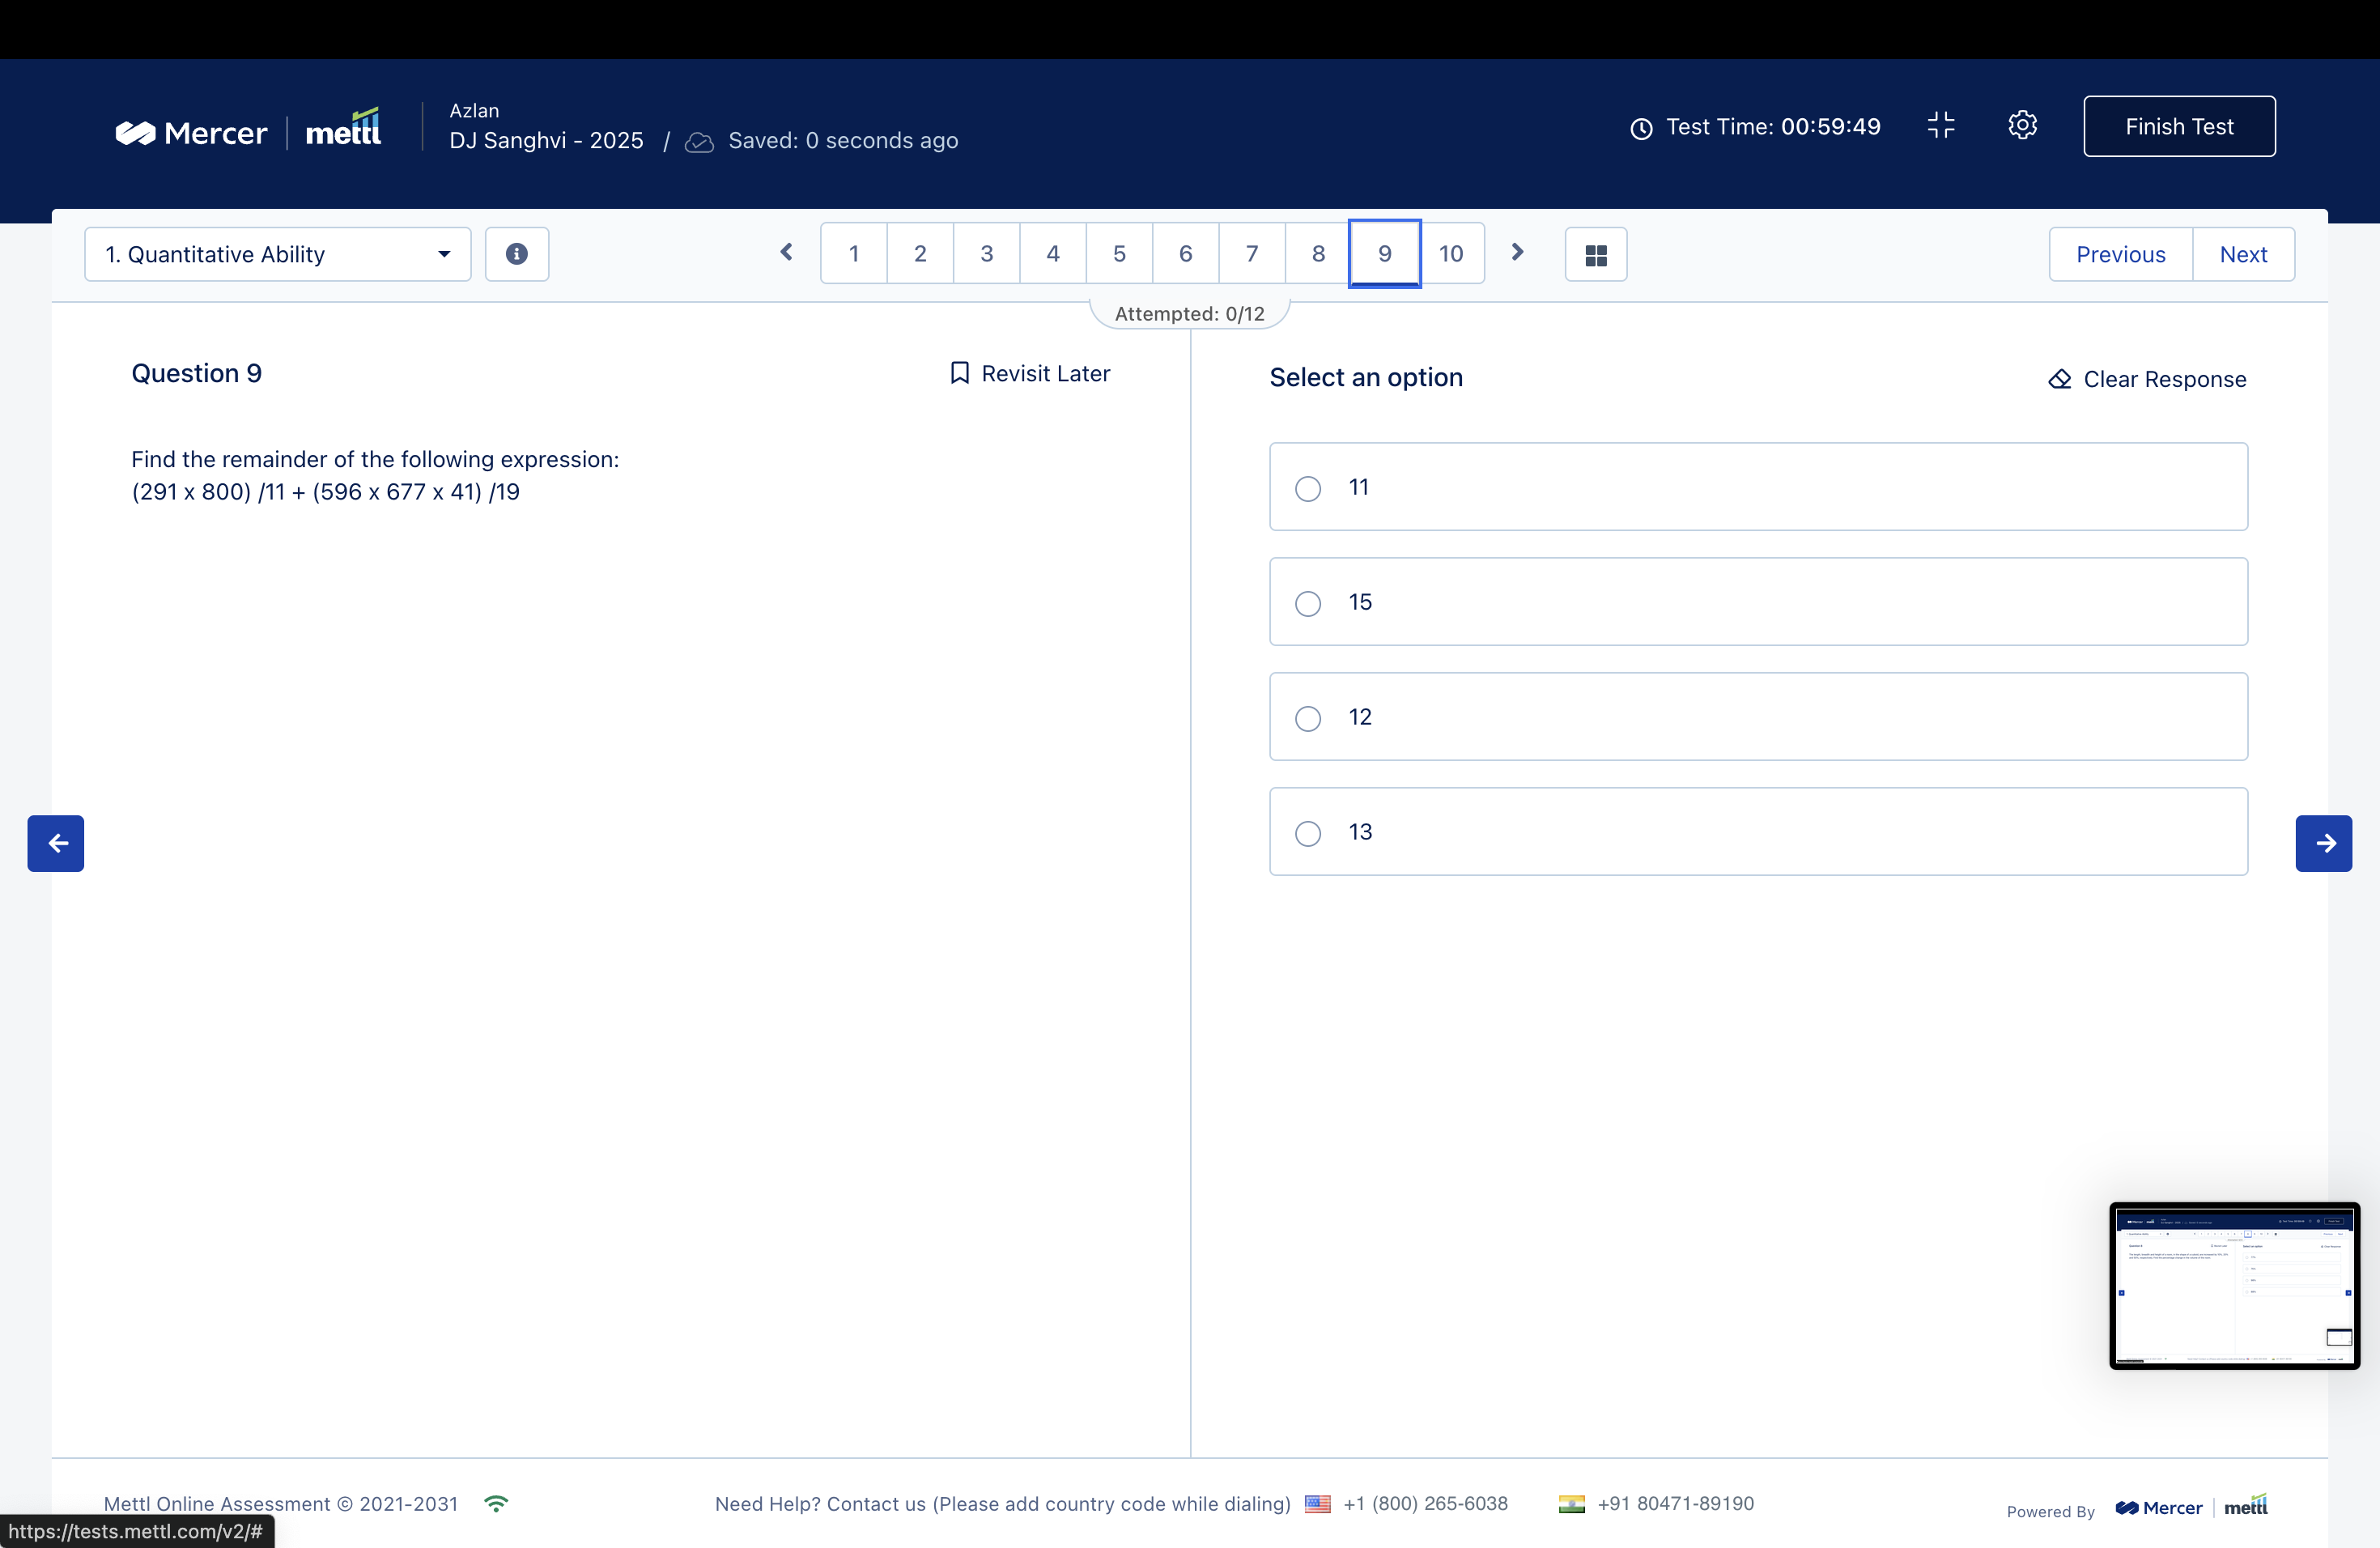 Mercer | mettl
Azlan
DJ Sanghvi - 2025 / Saved: 0 seconds ago
Test Time: 00:59:49
Finish Test
1. Quantitative Ability
1 2 3 4 5 6 7 8 9 10
Previous Next
Attempted: 0/12
Question 9
Revisit Later
Find the remainder of the following expression:
(291 x 800) /11 + (596 x 677 x 41) /19
Select an option
Clear Response
11
15
12
13
Mettl Online Assessment © 2021-2031
Need Help? Contact us (Please add country code while dialing) +1 (800) 265-6038 +91 80471-89190
Powered By Mercer | mettl
https://tests.mettl.com/v2/#